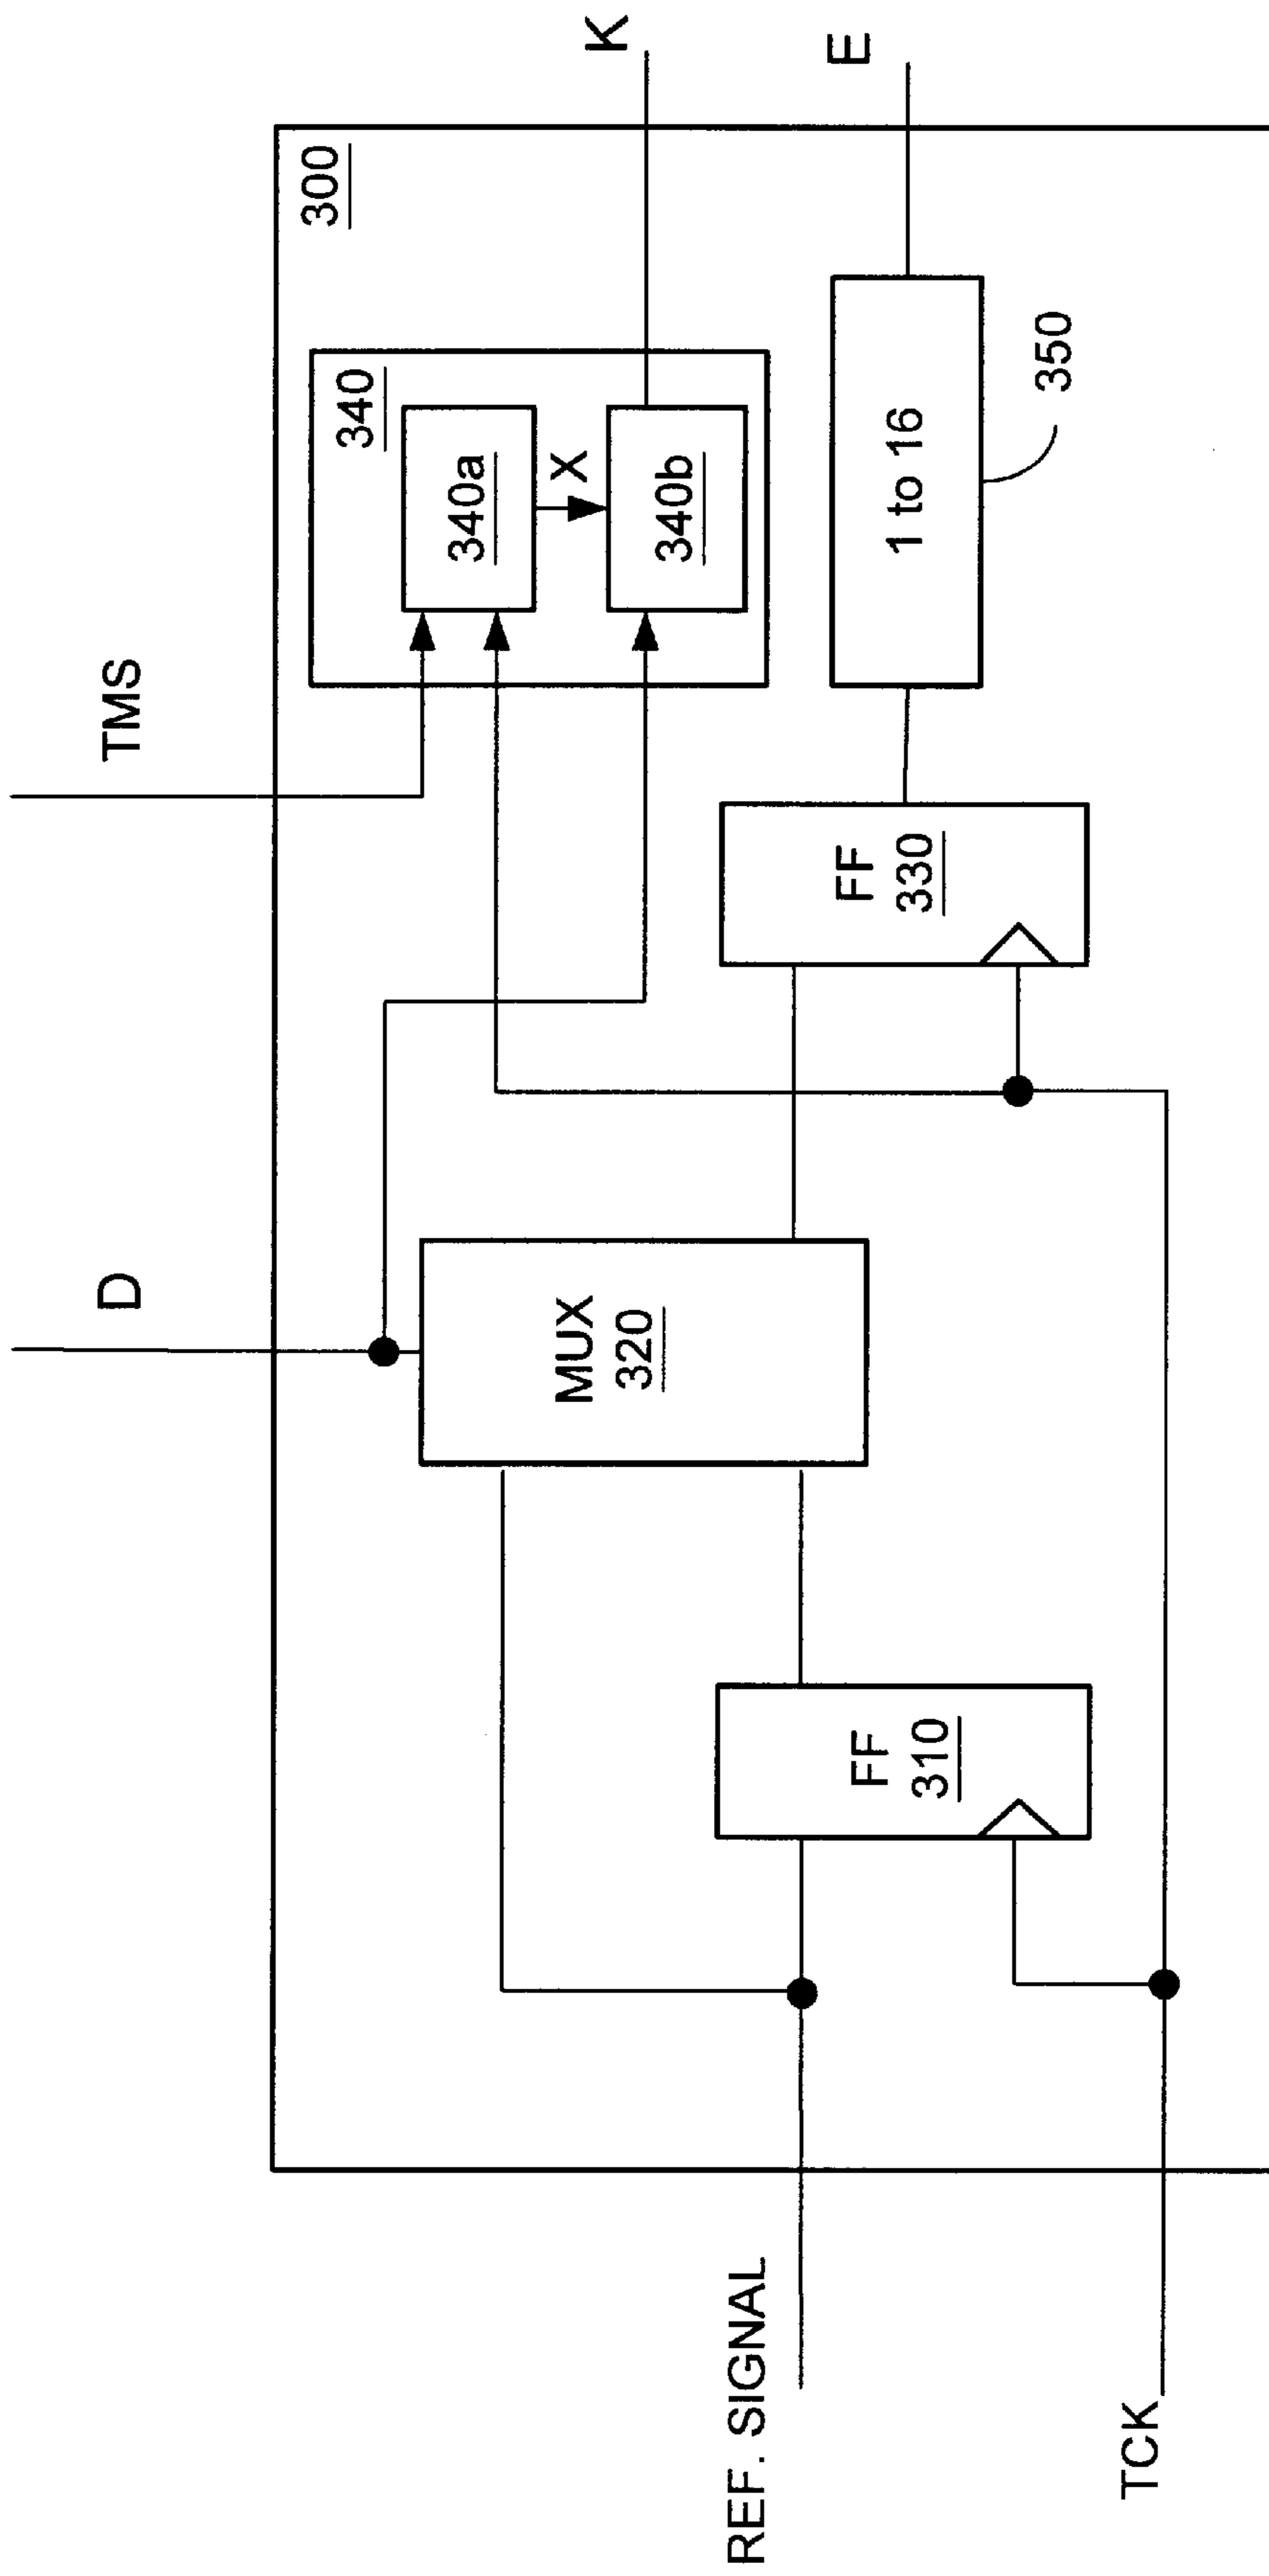 D
TMS
300
340
340a
X
340b
K
MUX
320
FF
310
FF
330
1 to 16
350
E
REF. SIGNAL
TCK